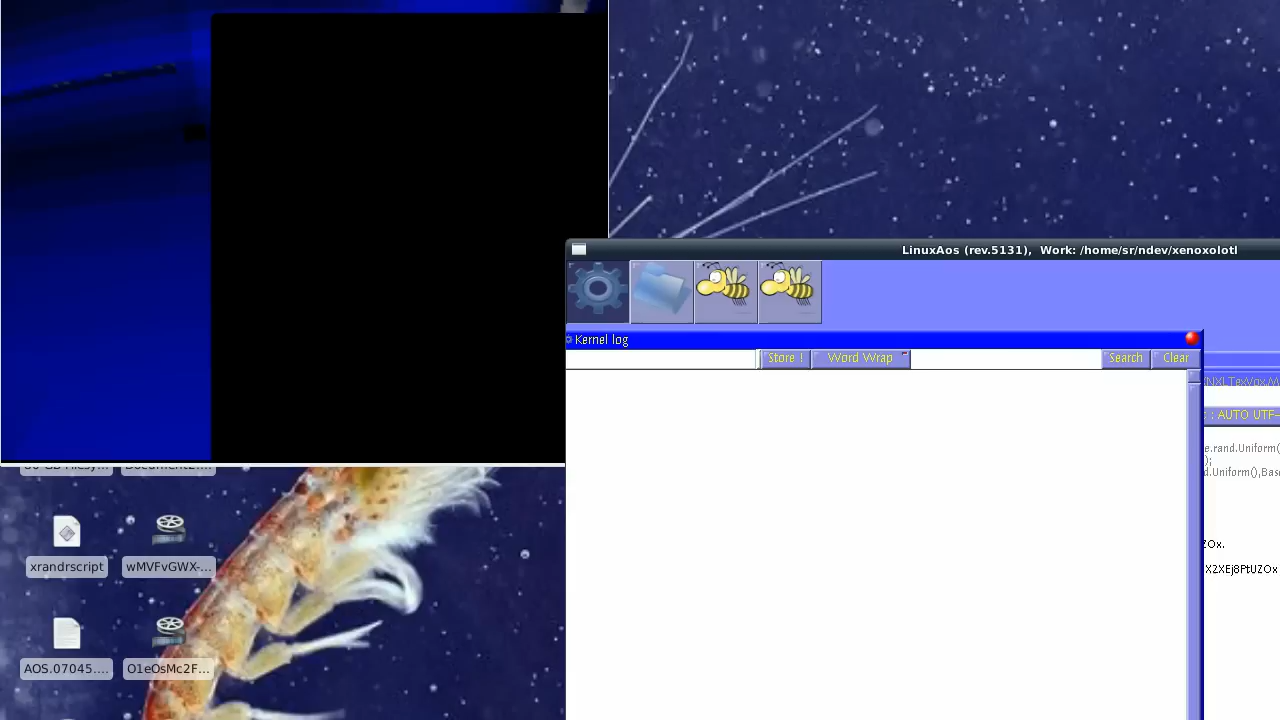 LinuxAos (rev.5131),  Work: /home/sr/ndev/xenoxolotl
Kernel log
Store !
Word Wrap
Search
Clear
: AUTO UTF-
e.rand.Uniform(
);
d.Uniform(),Bas
ZOx.
X2XEj8PtUZOx
xrandrscript
wMVFvGWX-...
AOS.07045....
O1eOsMc2F...